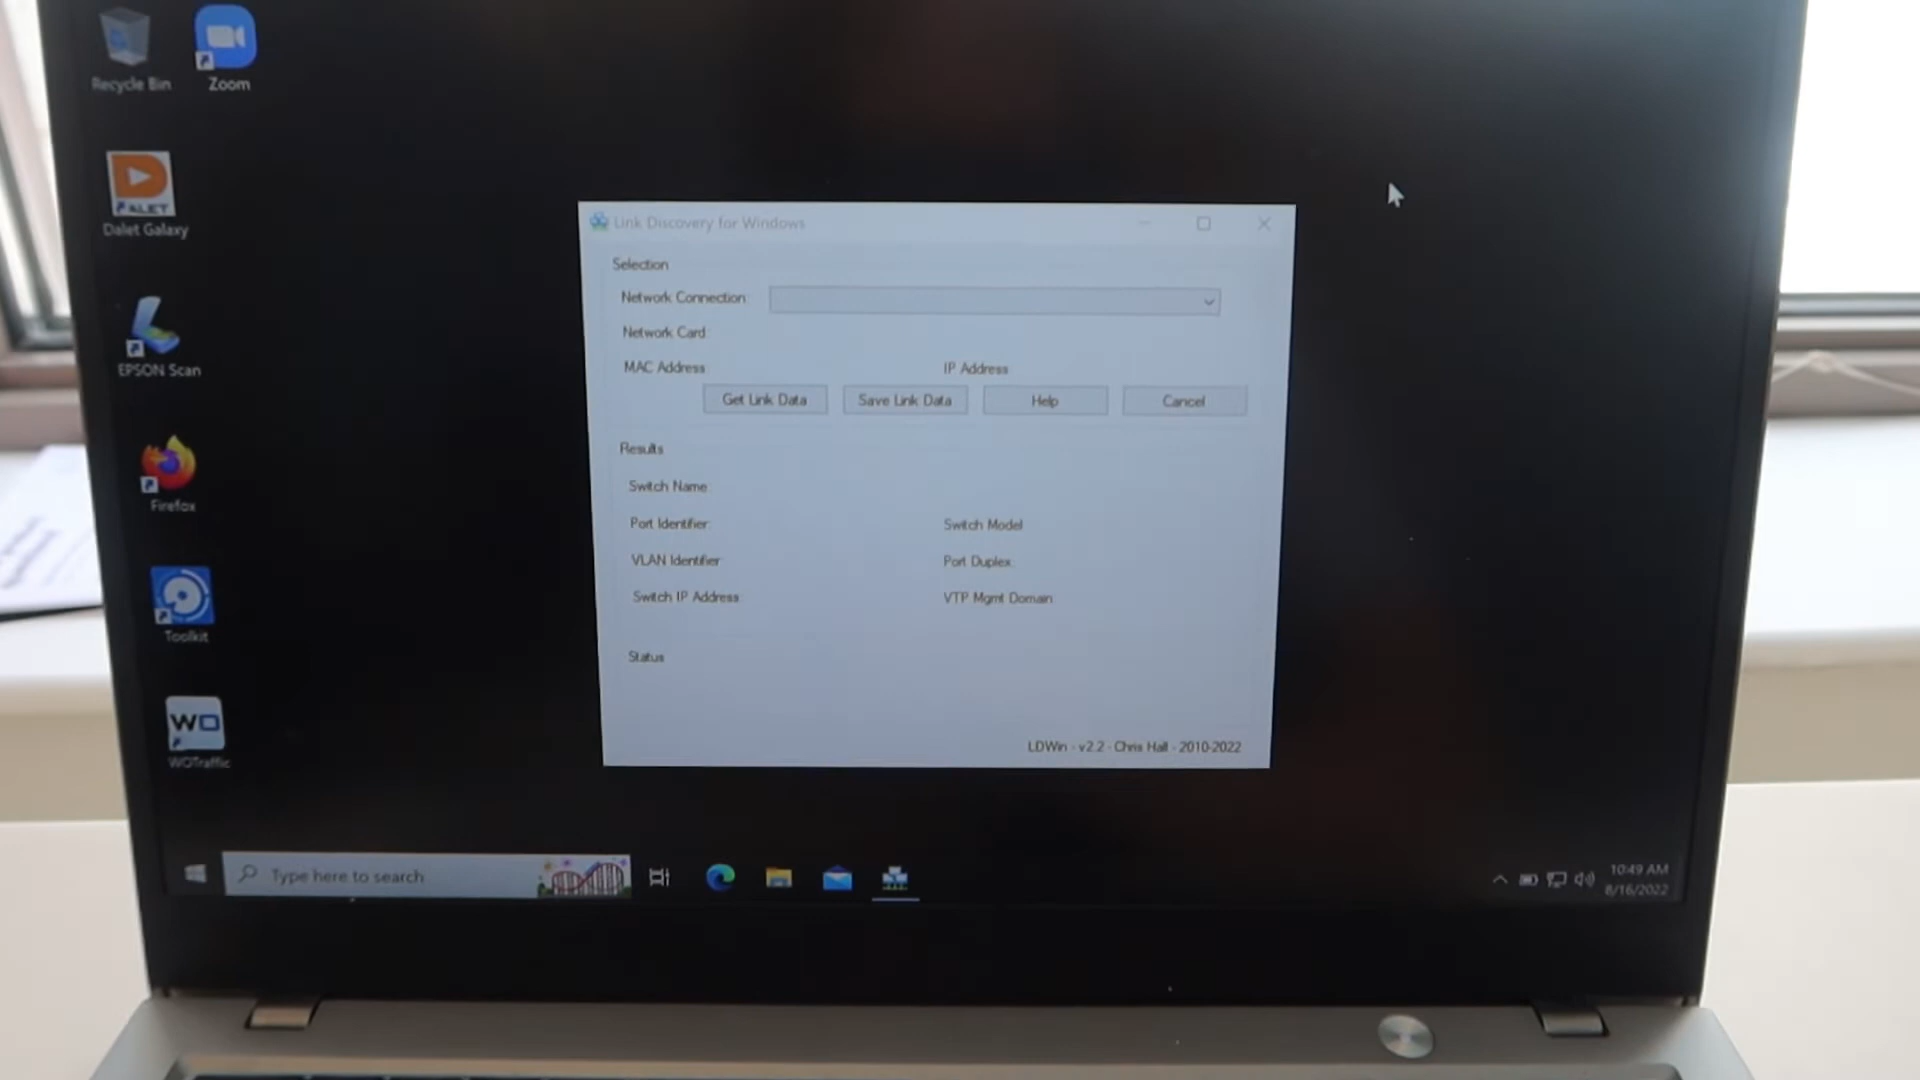 Recycle Bin
Zoom
DALET
Dalet Galaxy
EPSON Scan
Firefox
Toolkit
WO
WOTraffic
Link Discovery for Windows
Selection
Network Connection
Network Card
MAC Address
IP Address
Get Link Data
Save Link Data
Help
Cancel
Results
Switch Name
Port Identifier
Switch Model
VLAN Identifier
Port Duplex
Switch IP Address
VTP Mgmt Domain
Status
LDWin - v2.2 - Chris Hall - 2010-2022
Type here to search
10:49 AM
8/16/2022